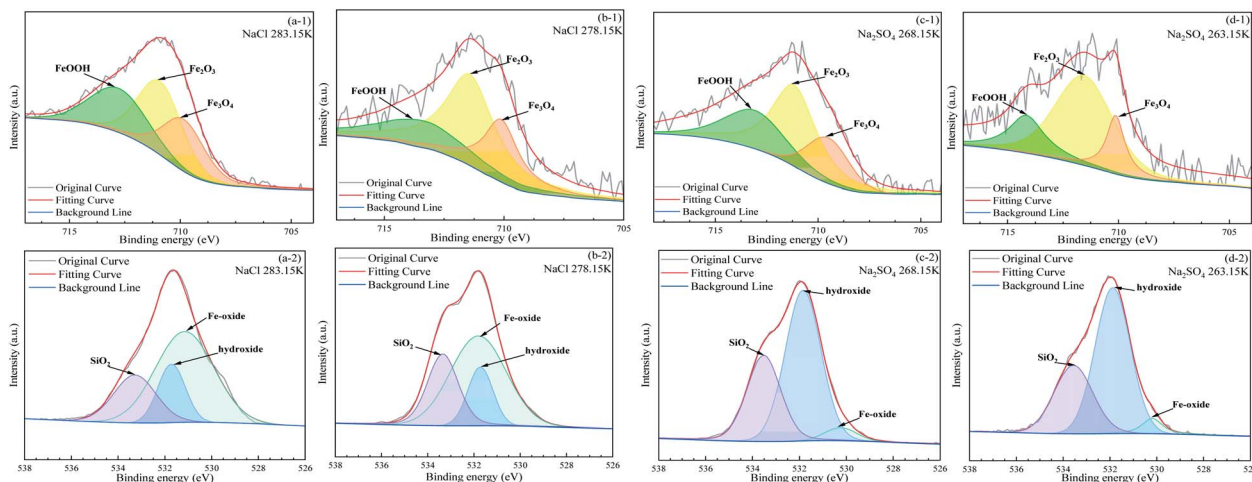 (a-1)
NaCl 283.15K
FeOOH
Fe₂O₃
Fe₃O₄
Intensity (a.u.)
Original Curve
Fitting Curve
Background Line
715 710 705
Binding energy (eV)
(b-1)
NaCl 278.15K
FeOOH
Fe₂O₃
Fe₃O₄
Intensity (a.u.)
Original Curve
Fitting Curve
Background Line
715 710 705
Binding energy (eV)
(c-1)
Na₂SO₄ 268.15K
FeOOH
Fe₂O₃
Fe₃O₄
Intensity (a.u.)
Original Curve
Fitting Curve
Background Line
715 710 705
Binding energy (eV)
(d-1)
Na₂SO₄ 263.15K
Fe₂O₃
FeOOH
Fe₃O₄
Intensity (a.u.)
Original Curve
Fitting Curve
Background Line
715 710 705
Binding energy (eV)
(a-2)
NaCl 283.15K
Original Curve
Fitting Curve
Background Line
Fe-oxide
hydroxide
SiO₂
Intensity (a.u.)
538 536 534 532 530 528 526
Binding energy (eV)
(b-2)
NaCl 278.15K
Original Curve
Fitting Curve
Background Line
Fe-oxide
SiO₂
hydroxide
Intensity (a.u.)
538 536 534 532 530 528 526
Binding energy (eV)
(c-2)
Na₂SO₄ 268.15K
Original Curve
Fitting Curve
Background Line
hydroxide
SiO₂
Fe-oxide
Intensity (a.u.)
538 536 534 532 530 528 526
Binding energy (eV)
(d-2)
Na₂SO₄ 263.15K
Original Curve
Fitting Curve
Background Line
hydroxide
SiO₂
Fe-oxide
Intensity (a.u.)
538 536 534 532 530 528
Binding energy (eV)